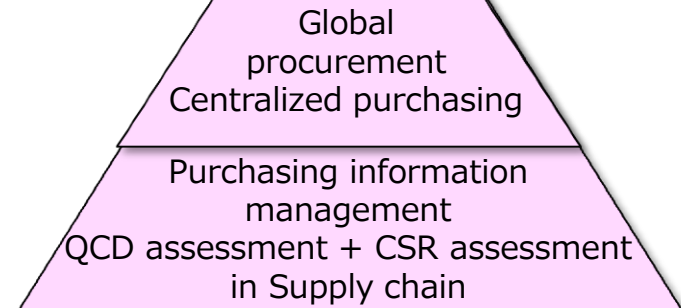 Global
procurement
Centralized purchasing
Purchasing information
management
QCD assessment + CSR assessment
in Supply chain